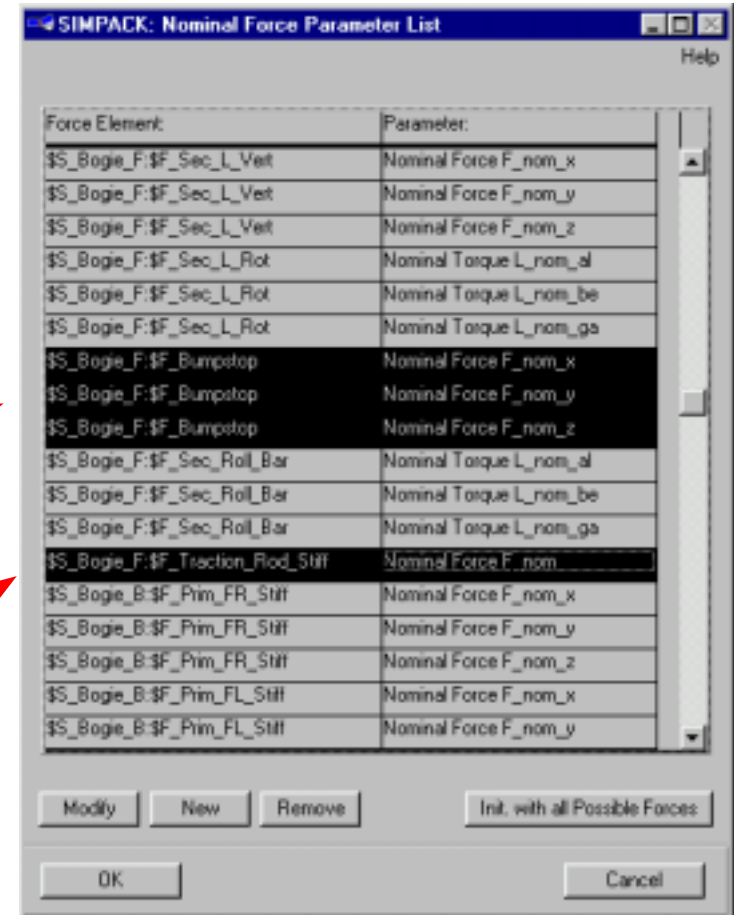 SIMPACK: Nominal Force Parameter List
Help
Force Element: Parameter:
$S_Bogie_F:$F_Sec_L_Vert Nominal Force F_nom_x
$S_Bogie_F:$F_Sec_L_Vert Nominal Force F_nom_y
$S_Bogie_F:$F_Sec_L_Vert Nominal Force F_nom_z
$S_Bogie_F:$F_Sec_L_Rot Nominal Torque L_nom_al
$S_Bogie_F:$F_Sec_L_Rot Nominal Torque L_nom_be
$S_Bogie_F:$F_Sec_L_Rot Nominal Torque L_nom_ga
$S_Bogie_F:$F_Bumpstop Nominal Force F_nom_x
$S_Bogie_F:$F_Bumpstop Nominal Force F_nom_y
$S_Bogie_F:$F_Bumpstop Nominal Force F_nom_z
$S_Bogie_F:$F_Sec_Roll_Bar Nominal Torque L_nom_al
$S_Bogie_F:$F_Sec_Roll_Bar Nominal Torque L_nom_be
$S_Bogie_F:$F_Sec_Roll_Bar Nominal Torque L_nom_ga
$S_Bogie_F:$F_Traction_Rod_Stiff Nominal Force F_nom
$S_Bogie_B:$F_Prim_FR_Stiff Nominal Force F_nom_x
$S_Bogie_B:$F_Prim_FR_Stiff Nominal Force F_nom_y
$S_Bogie_B:$F_Prim_FR_Stiff Nominal Force F_nom_z
$S_Bogie_B:$F_Prim_FL_Stiff Nominal Force F_nom_x
$S_Bogie_B:$F_Prim_FL_Stiff Nominal Force F_nom_y
Modify New Remove Init. with all Possible Forces
OK Cancel